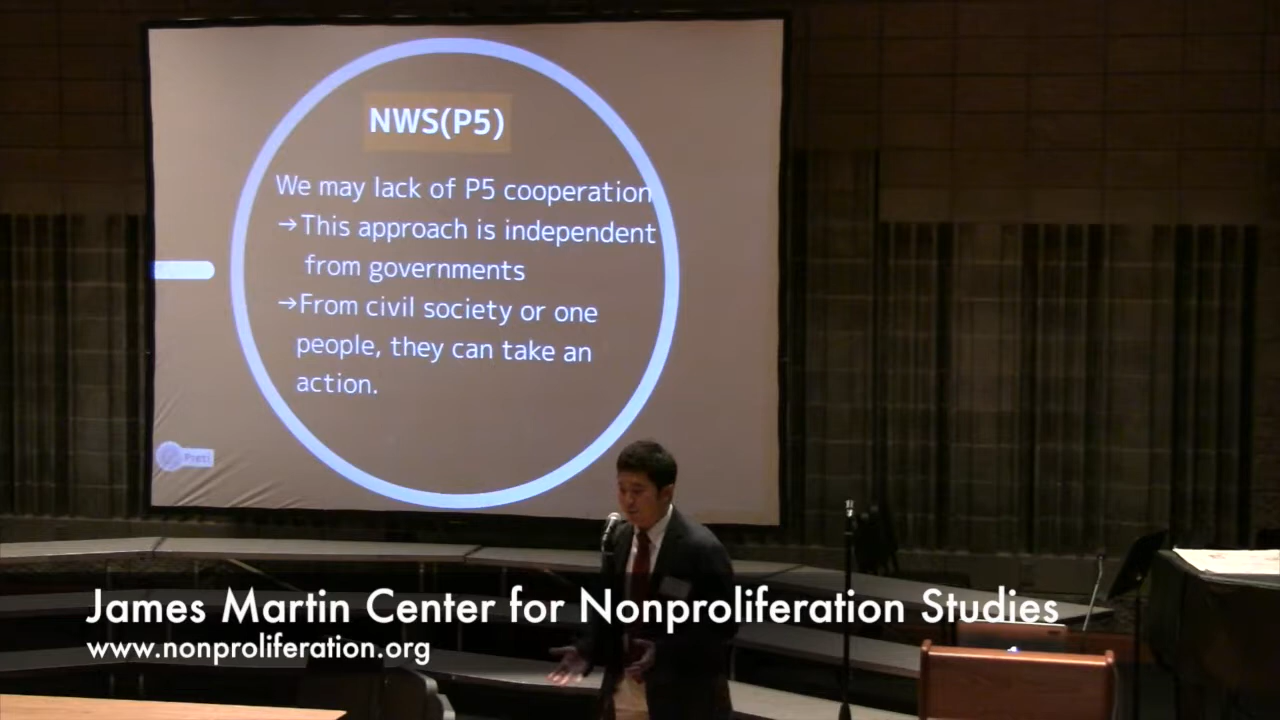 NWS(P5)
We may lack of P5 cooperation
→This approach is independent
from governments
→From civil society or one
people, they can take an
action.
Prezi
James Martin Center for Nonproliferation Studies
www.nonproliferation.org